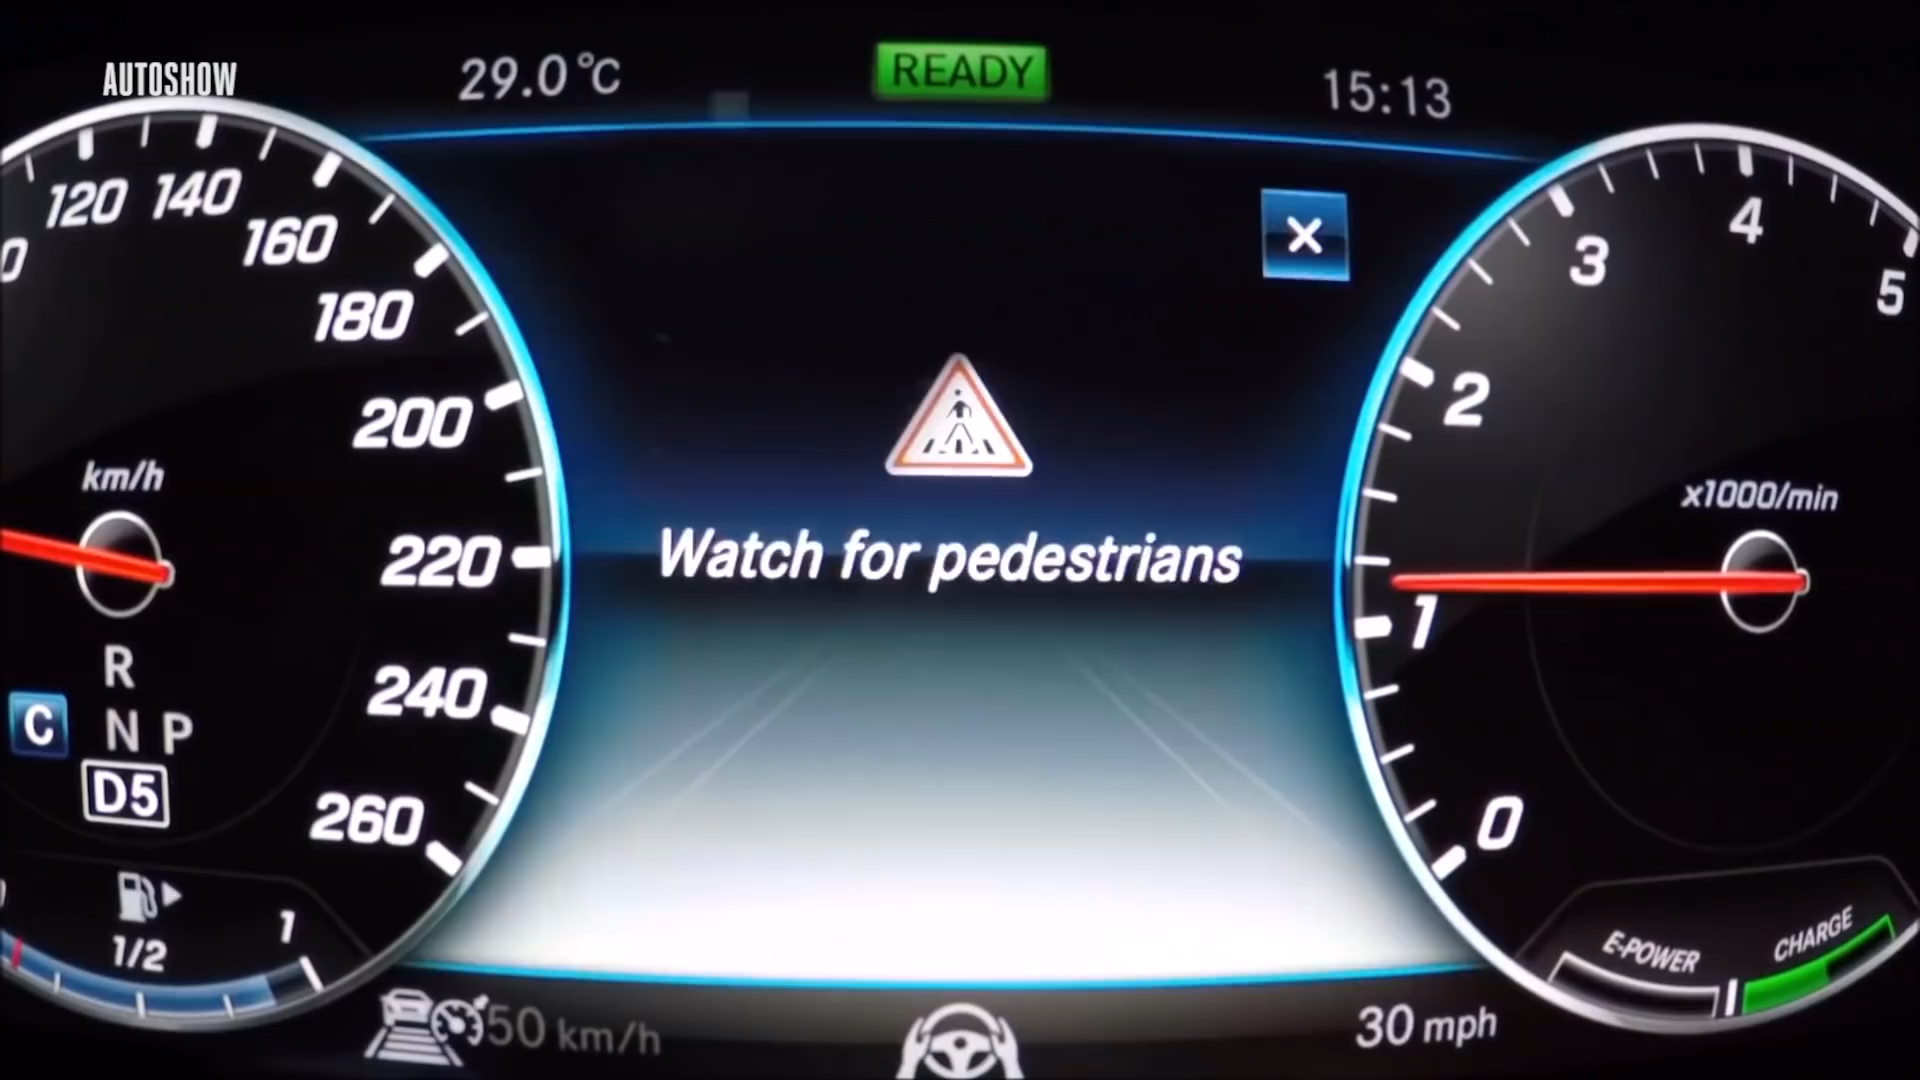 AUTOSHOW
29.0°C
READY
15:13
120
140
160
180
200
220
240
260
km/h
R
C
N P
D5
1/2
1
Watch for pedestrians
x1000/min
0
1
2
3
4
5
E-POWER
CHARGE
50 km/h
30 mph